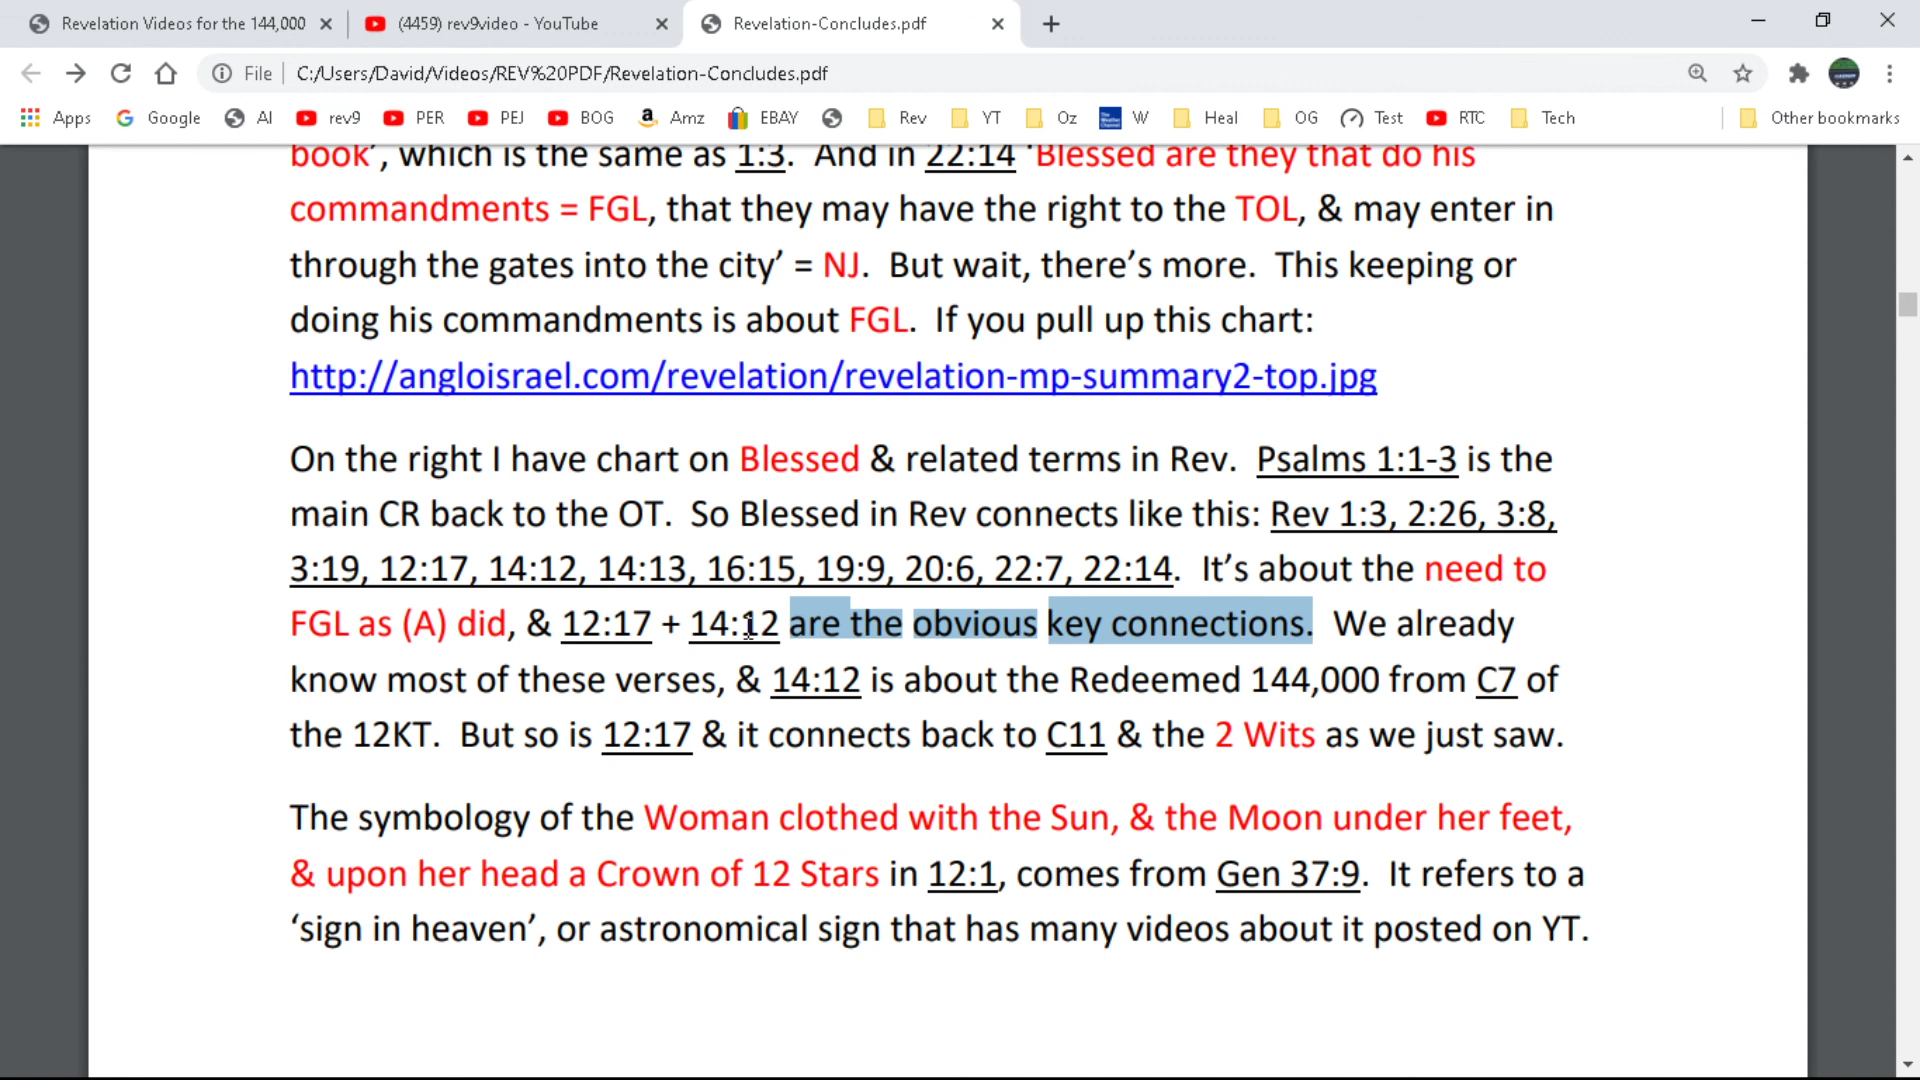 Revelation Videos for the 144,000
(4459) rev9video - YouTube
Revelation-Concludes.pdf
File
C:/Users/David/Videos/REV%20PDF/Revelation-Concludes.pdf
Apps
Google
AI
rev9
PER
PEJ
BOG
Amz
EBAY
Rev
YT
Oz
W
Heal
OG
Test
RTC
Tech
Other bookmarks
book’, which is the same as 1:3. And in 22:14 ‘Blessed are they that do his
commandments = FGL, that they may have the right to the TOL, & may enter in
through the gates into the city’ = NJ. But wait, there’s more. This keeping or
doing his commandments is about FGL. If you pull up this chart:
http://angloisrael.com/revelation/revelation-mp-summary2-top.jpg
On the right I have chart on Blessed & related terms in Rev. Psalms 1:1-3 is the
main CR back to the OT. So Blessed in Rev connects like this: Rev 1:3, 2:26, 3:8,
3:19, 12:17, 14:12, 14:13, 16:15, 19:9, 20:6, 22:7, 22:14. It’s about the need to
FGL as (A) did, & 12:17 + 14:12 are the obvious key connections. We already
know most of these verses, & 14:12 is about the Redeemed 144,000 from C7 of
the 12KT. But so is 12:17 & it connects back to C11 & the 2 Wits as we just saw.
The symbology of the Woman clothed with the Sun, & the Moon under her feet,
& upon her head a Crown of 12 Stars in 12:1, comes from Gen 37:9. It refers to a
‘sign in heaven’, or astronomical sign that has many videos about it posted on YT.